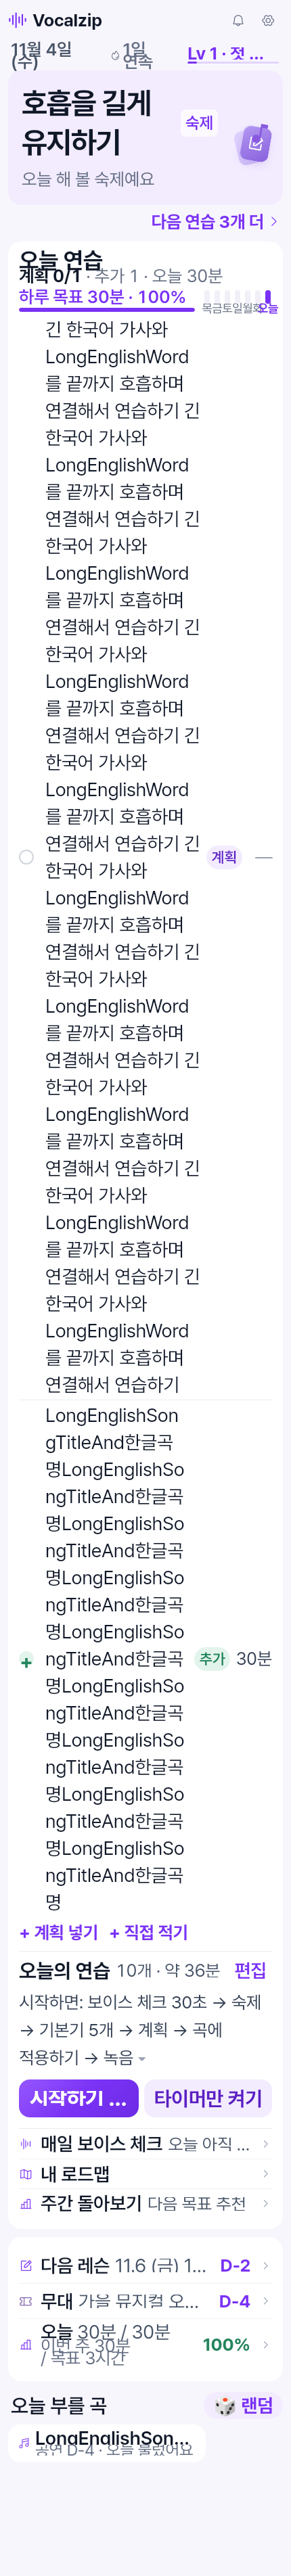 Vocalzip
11월 4일 (수)
1일 연속
Lv 1 · 첫 ...
호흡을 길게
유지하기
숙제
오늘 해 볼 숙제예요
다음 연습 3개 더
오늘 연습
계획 0/1 · 추가 1 · 오늘 30분
하루 목표 30분 · 100%
목금토일월화오늘
긴 한국어 가사와
LongEnglishWord
를 끝까지 호흡하며
연결해서 연습하기 긴
한국어 가사와
LongEnglishWord
를 끝까지 호흡하며
연결해서 연습하기 긴
한국어 가사와
LongEnglishWord
를 끝까지 호흡하며
연결해서 연습하기 긴
한국어 가사와
LongEnglishWord
를 끝까지 호흡하며
연결해서 연습하기 긴
한국어 가사와
LongEnglishWord
를 끝까지 호흡하며
연결해서 연습하기 긴
한국어 가사와
계획
LongEnglishWord
를 끝까지 호흡하며
연결해서 연습하기 긴
한국어 가사와
LongEnglishWord
를 끝까지 호흡하며
연결해서 연습하기 긴
한국어 가사와
LongEnglishWord
를 끝까지 호흡하며
연결해서 연습하기 긴
한국어 가사와
LongEnglishWord
를 끝까지 호흡하며
연결해서 연습하기 긴
한국어 가사와
LongEnglishWord
를 끝까지 호흡하며
연결해서 연습하기
LongEnglishSon
gTitleAnd한글곡
명LongEnglishSo
ngTitleAnd한글곡
명LongEnglishSo
ngTitleAnd한글곡
명LongEnglishSo
ngTitleAnd한글곡
명LongEnglishSo
ngTitleAnd한글곡
추가 30분
명LongEnglishSo
ngTitleAnd한글곡
명LongEnglishSo
ngTitleAnd한글곡
명LongEnglishSo
ngTitleAnd한글곡
명LongEnglishSo
ngTitleAnd한글곡
명
+ 계획 넣기 + 직접 적기
오늘의 연습 10개 · 약 36분 편집
시작하면: 보이스 체크 30초 → 숙제
→ 기본기 5개 → 계획 → 곡에
적용하기 → 녹음
시작하기 ... 타이머만 켜기
매일 보이스 체크 오늘 아직 ...
내 로드맵
주간 돌아보기 다음 목표 추천
다음 레슨 11.6 (금) 1... D-2
무대 가을 뮤지컬 오... D-4
오늘 30분 / 30분
이번 주 30분
/ 목표 3시간
100%
오늘 부를 곡
랜덤
LongEnglishSon...
공연 D-4 · 오늘 불렀어요